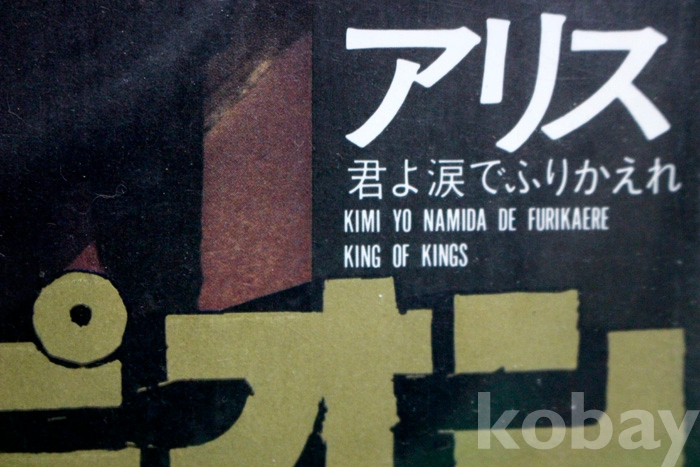 アリス
君よ涙でふりかえれ
KIMI YO NAMIDA DE FURIKAERE
KING OF KINGS
ピオン
kobay